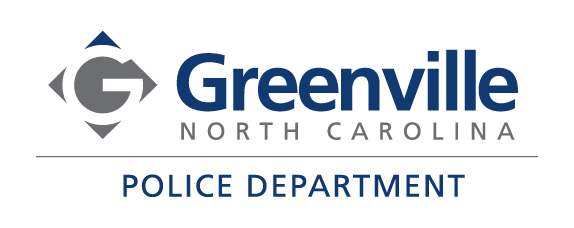 G Greenville
NORTH CAROLINA
POLICE DEPARTMENT